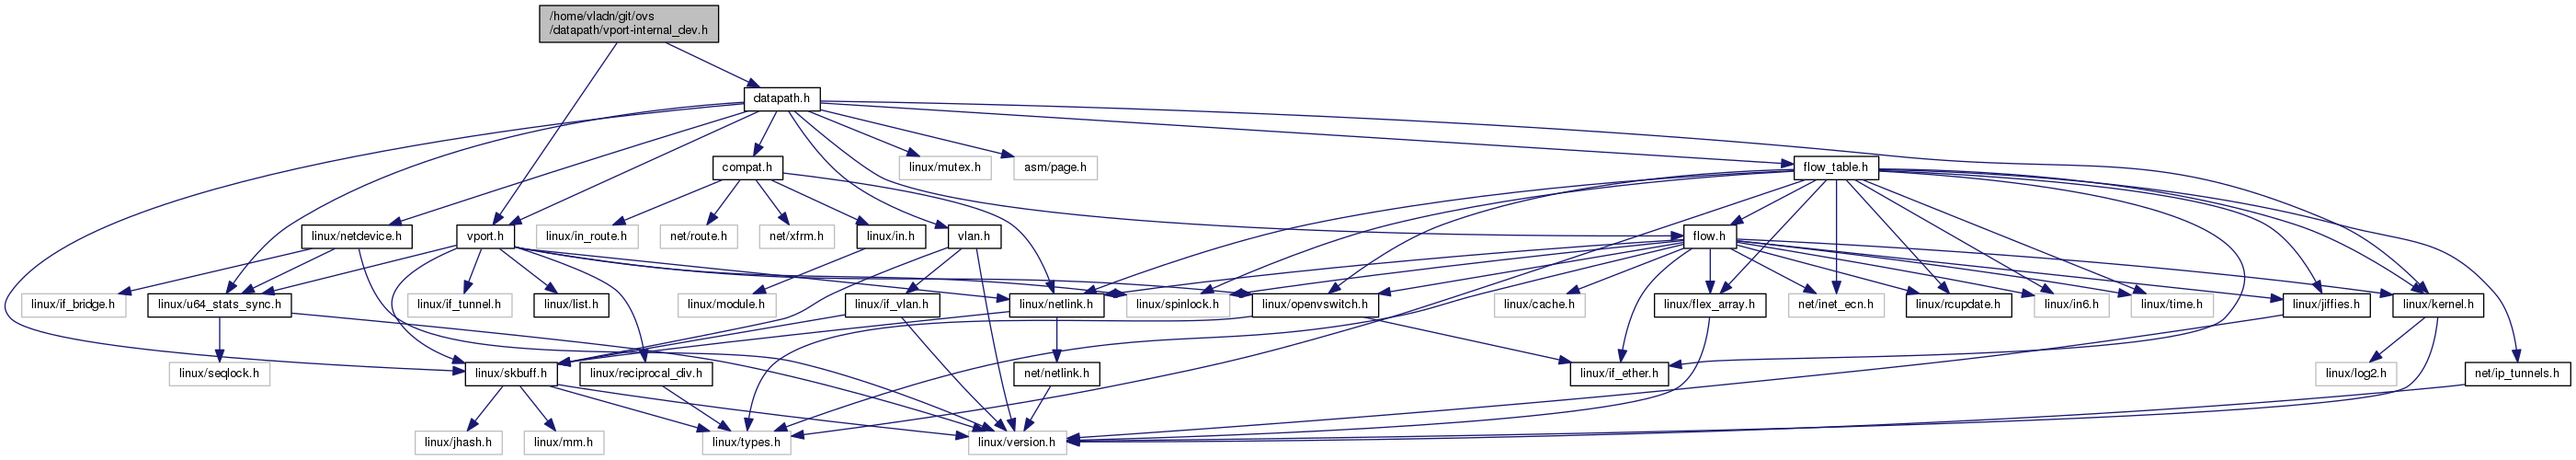 /home/vladn/git/ovs
/datapath/vport-internal_dev.h
datapath.h
compat.h
linux/mutex.h
asm/page.h
flow_table.h
linux/netdevice.h
vport.h
linux/in_route.h
net/route.h
net/xfrm.h
linux/in.h
vlan.h
flow.h
linux/if_bridge.h
linux/u64_stats_sync.h
linux/if_tunnel.h
linux/list.h
linux/module.h
linux/if_vlan.h
linux/netlink.h
linux/spinlock.h
linux/openvswitch.h
linux/cache.h
linux/flex_array.h
net/inet_ecn.h
linux/rcupdate.h
linux/in6.h
linux/time.h
linux/jiffies.h
linux/kernel.h
linux/seqlock.h
linux/skbuff.h
linux/reciprocal_div.h
net/netlink.h
linux/if_ether.h
linux/log2.h
net/ip_tunnels.h
linux/jhash.h
linux/mm.h
linux/types.h
linux/version.h